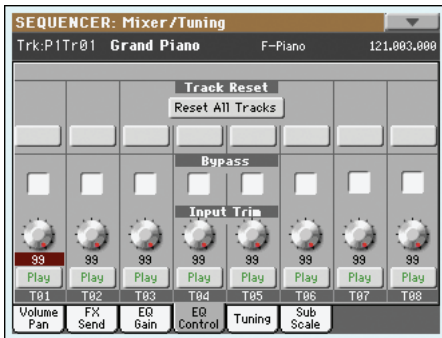 SEQUENCER: Mixer/Tuning
Trk:P1Tr01 Grand Piano F-Piano 121.003.000
Track Reset
Reset All Tracks
Bypass
Input Trim
99 99 99 99 99 99 99 99
Play Play Play Play Play Play Play Play
T01 T02 T03 T04 T05 T06 T07 T08
Volume Pan FX Send EQ Gain EQ Control Tuning Sub Scale